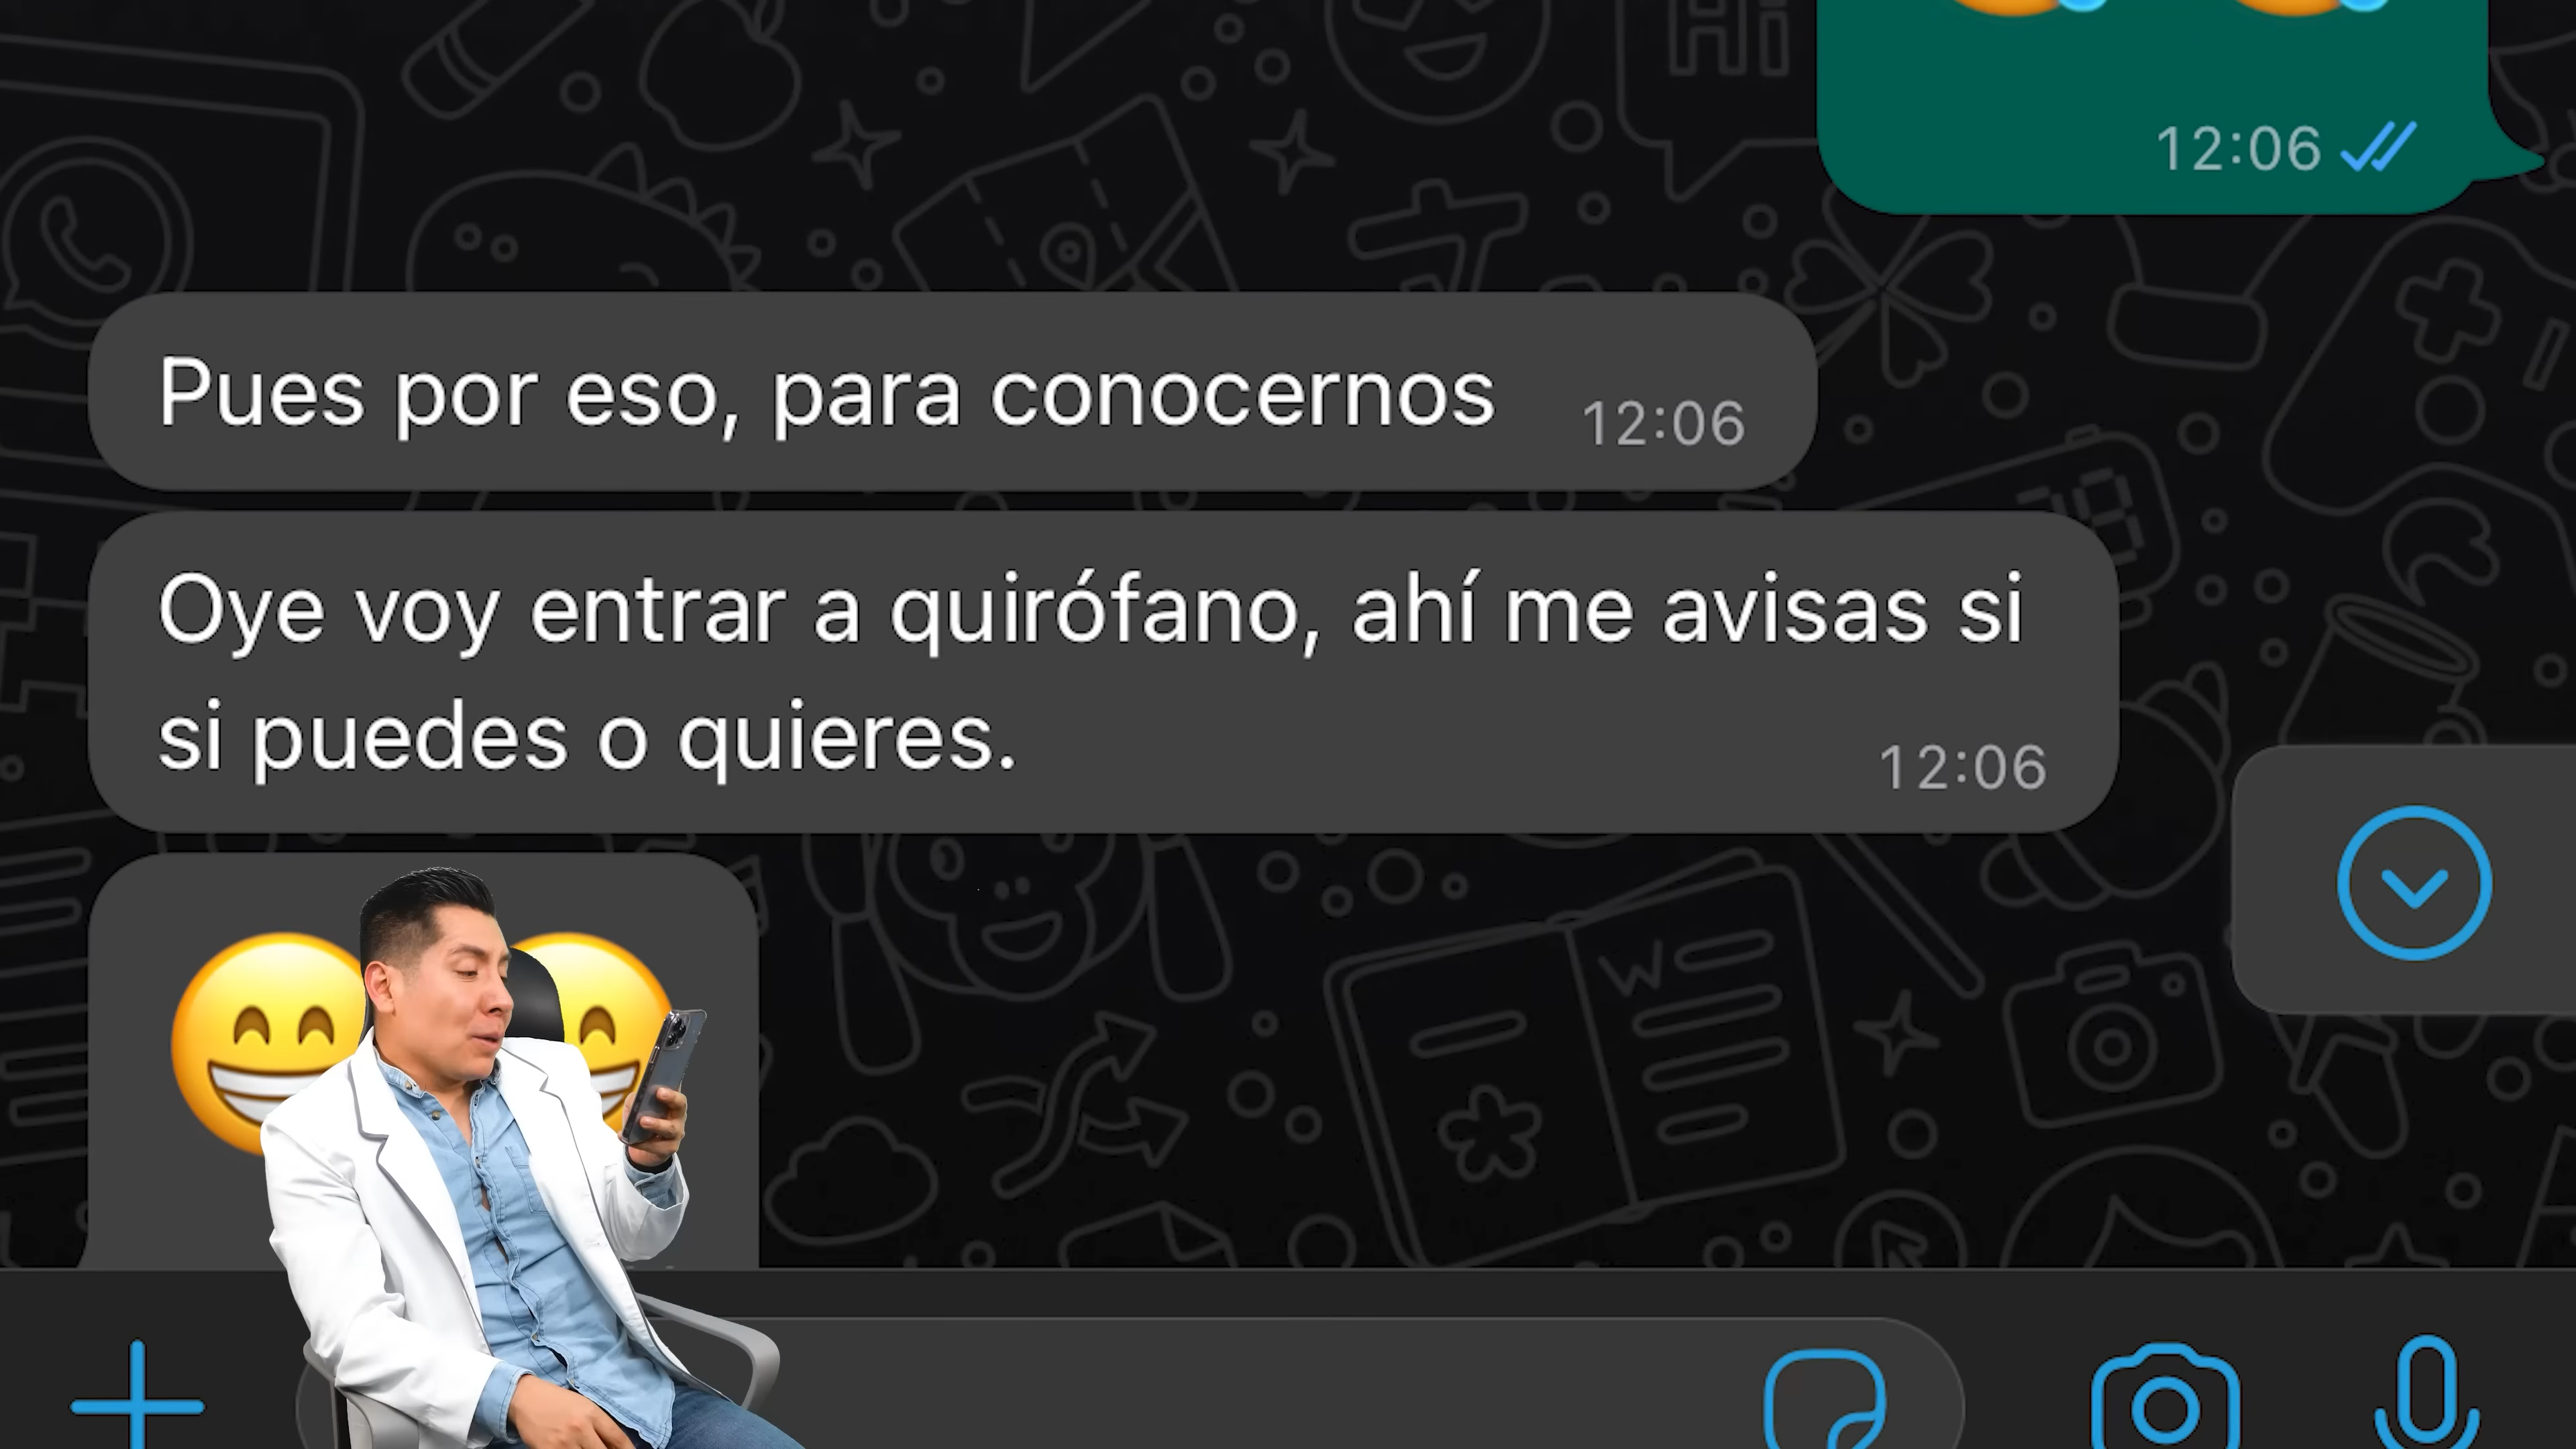 Hi
12:06
Pues por eso, para conocernos 12:06
Oye voy entrar a quirófano, ahí me avisas si
si puedes o quieres. 12:06
W